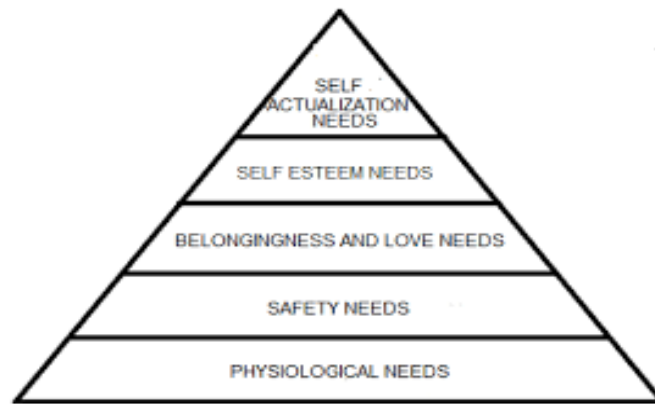 SELF
ACTUALIZATION
NEEDS
SELF ESTEEM NEEDS
BELONGINGNESS AND LOVE NEEDS
SAFETY NEEDS
PHYSIOLOGICAL NEEDS